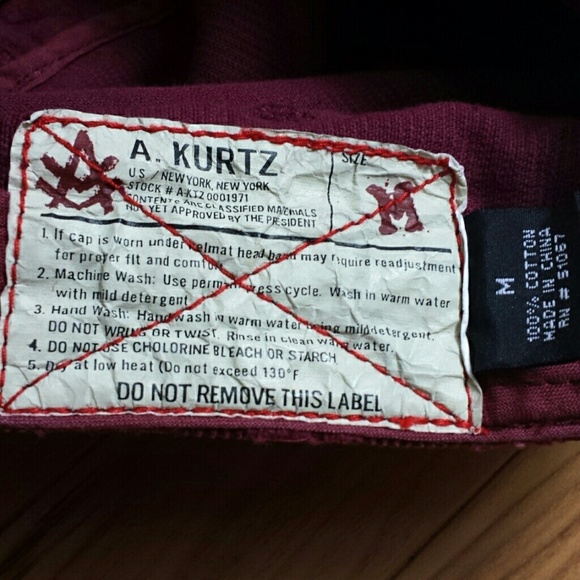 A. KURTZ
US / NEW YORK, NEW YORK
STOCK # A-KTZ 0001971
CONTENTS ARE CLASSIFIED MATERIALS
NOT YET APPROVED BY THE PRESIDENT
SIZE
M
1. If cap is worn under helmat head band may require readjustment
for proper fit and comfort
2. Machine Wash: Use perm press cycle. Wash in warm water
with mild detergent
3. Hand Wash: Hand wash in warm water being mild detergent.
DO NOT WRING OR TWIST. Rinse in clean warm water.
4. DO NOT USE CHOLORINE BLEACH OR STARCH
5. Dry at low heat (Do not exceed 130°F
DO NOT REMOVE THIS LABEL
M
100% COTTON
MADE IN CHINA
RN # 51067